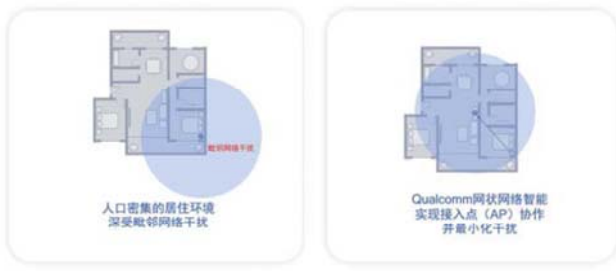 毗邻网络干扰
人口密集的居住环境
深受毗邻网络干扰
Qualcomm网状网络智能
实现接入点（AP）协作
并最小化干扰